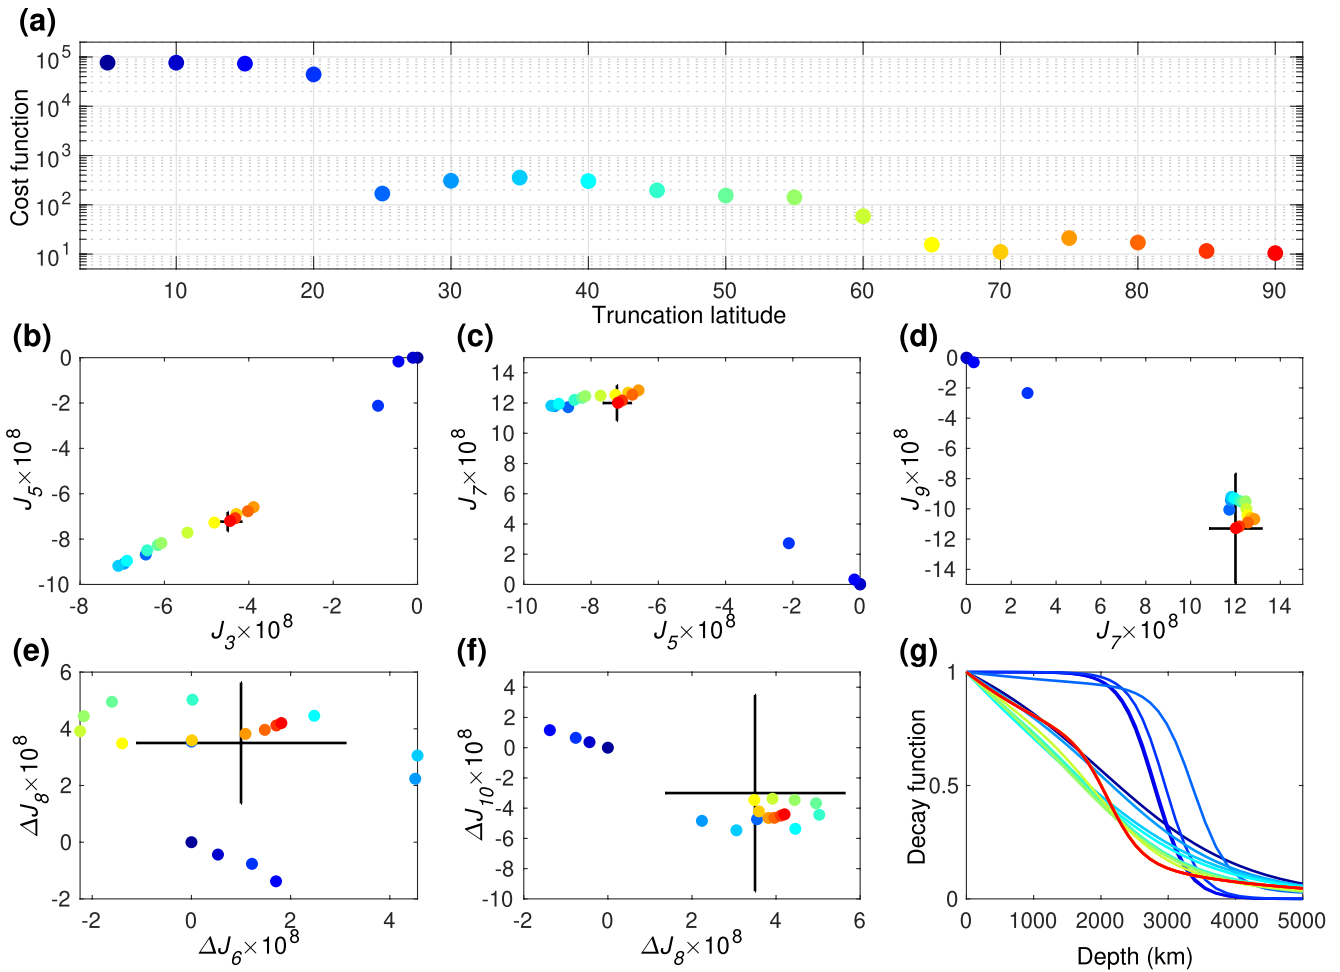 (a)
Cost function
10^5
10^4
10^3
10^2
10^1
10 20 30 40 50 60 70 80 90
Truncation latitude
(b)
J_5×10^8
0
-2
-4
-6
-8
-10
-8 -6 -4 -2 0
J_3×10^8
(c)
J_7×10^8
14
12
10
8
6
4
2
0
-10 -8 -6 -4 -2 0
J_5×10^8
(d)
J_9×10^8
0
-2
-4
-6
-8
-10
-12
-14
0 2 4 6 8 10 12 14
J_7×10^8
(e)
ΔJ_8×10^8
6
4
2
0
-2
-2 0 2 4
ΔJ_6×10^8
(f)
ΔJ_10×10^8
4
2
0
-2
-4
-6
-8
-10
-2 0 2 4 6
ΔJ_8×10^8
(g)
Decay function
1
0.5
0
0 1000 2000 3000 4000 5000
Depth (km)